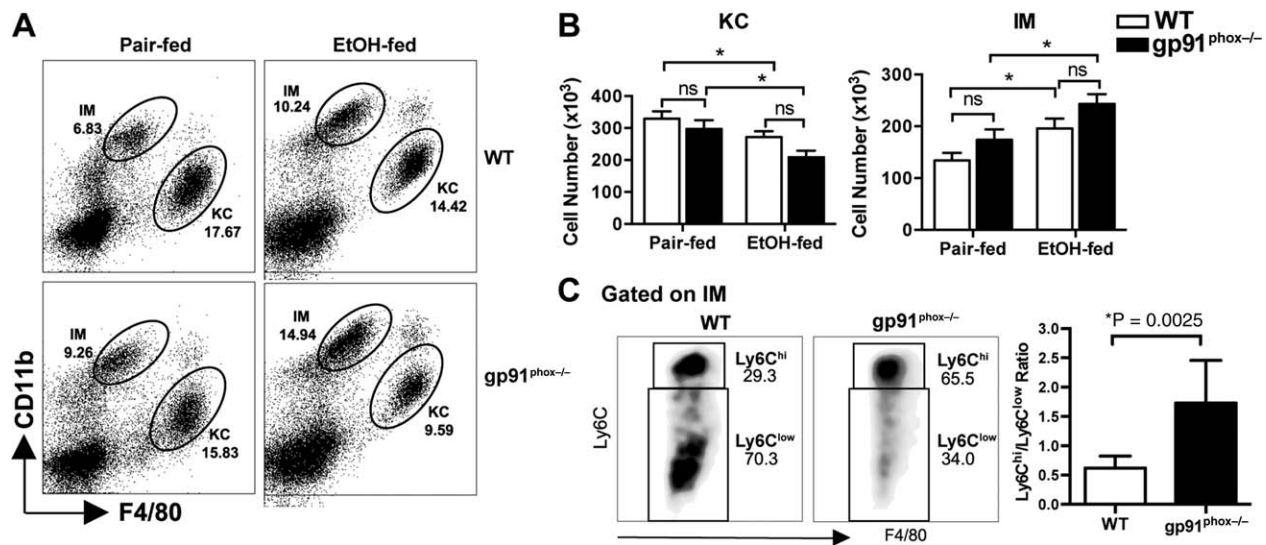 A
Pair-fed
EtOH-fed
IM
6.83
KC
17.67
IM
10.24
KC
14.42
WT
IM
9.26
KC
15.83
IM
14.94
KC
9.59
gp91phox–/–
CD11b
F4/80
B
KC
IM
WT
gp91phox–/–
Cell Number (x10³)
400
300
200
100
0
*
*
ns
ns
Pair-fed
EtOH-fed
Cell Number (x10³)
300
200
100
0
*
*
ns
ns
Pair-fed
EtOH-fed
C
Gated on IM
WT
gp91phox–/–
Ly6C
Ly6Chi
29.3
Ly6Clow
70.3
Ly6Chi
65.5
Ly6Clow
34.0
F4/80
*P = 0.0025
Ly6Chi/Ly6Clow Ratio
3.0
2.5
2.0
1.5
1.0
0.5
0.0
WT
gp91phox–/–